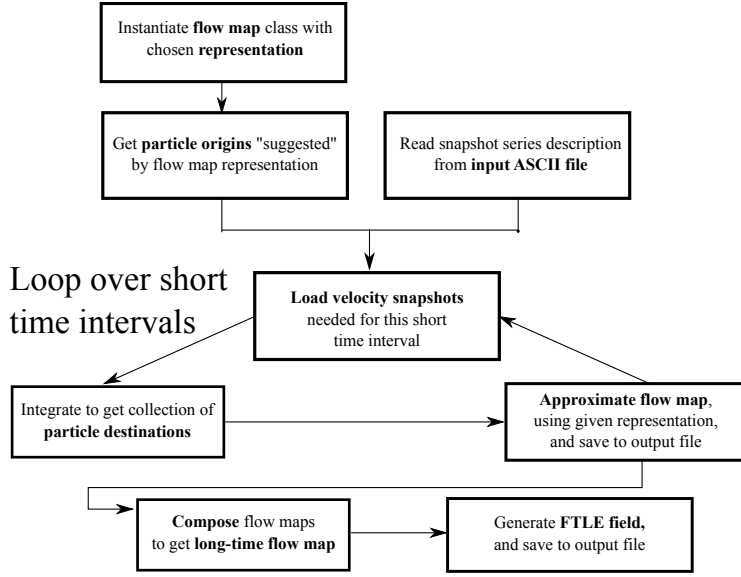 Instantiate flow map class with
chosen representation
Get particle origins "suggested"
by flow map representation
Read snapshot series description
from input ASCII file
Loop over short
time intervals
Load velocity snapshots
needed for this short
time interval
Integrate to get collection of
particle destinations
Approximate flow map,
using given representation,
and save to output file
Compose flow maps
to get long-time flow map
Generate FTLE field,
and save to output file